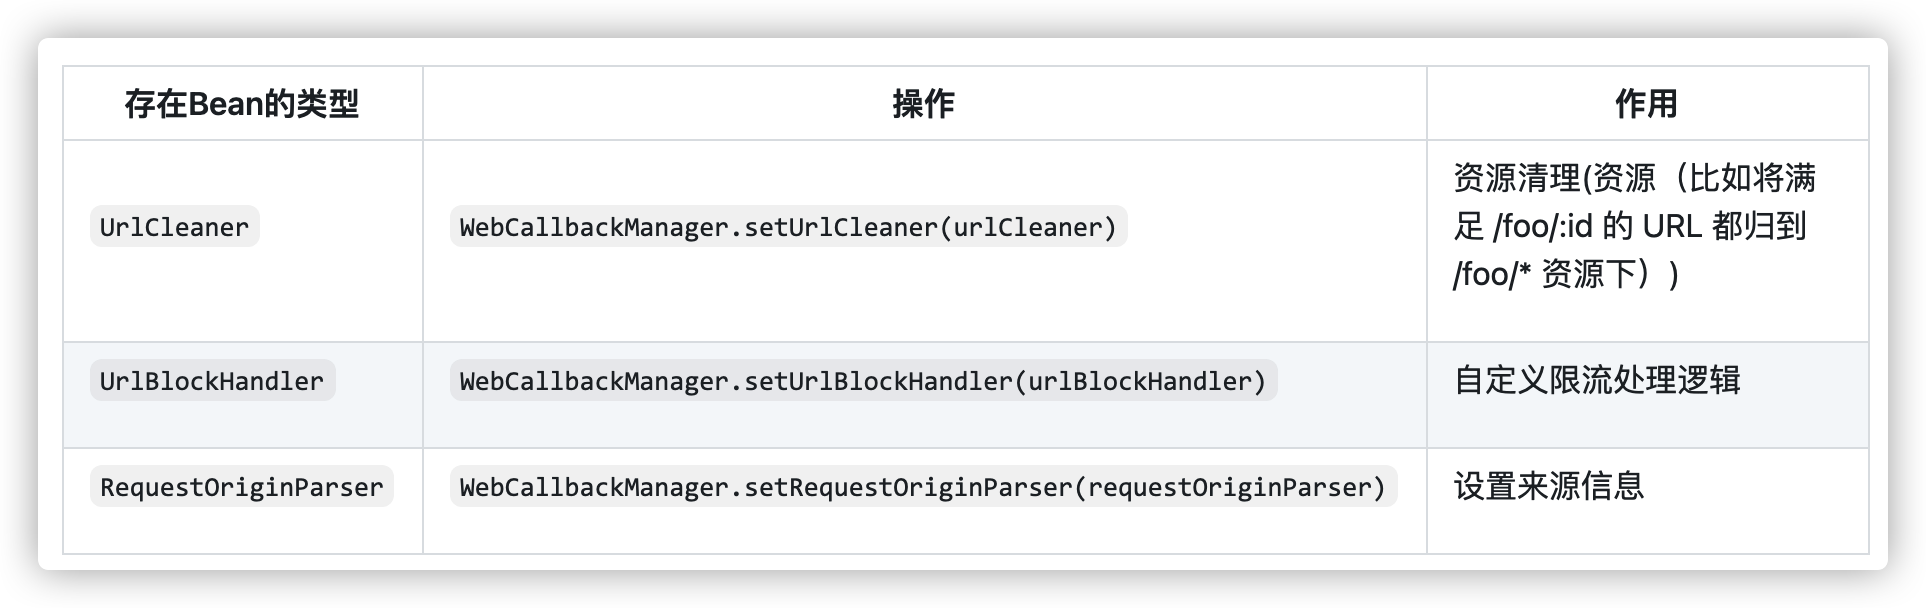 存在Bean的类型 操作 作用
UrlCleaner WebCallbackManager.setUrlCleaner(urlCleaner) 资源清理(资源（比如将满
足 /foo/:id 的 URL 都归到
/foo/* 资源下）)
UrlBlockHandler WebCallbackManager.setUrlBlockHandler(urlBlockHandler) 自定义限流处理逻辑
RequestOriginParser WebCallbackManager.setRequestOriginParser(requestOriginParser) 设置来源信息